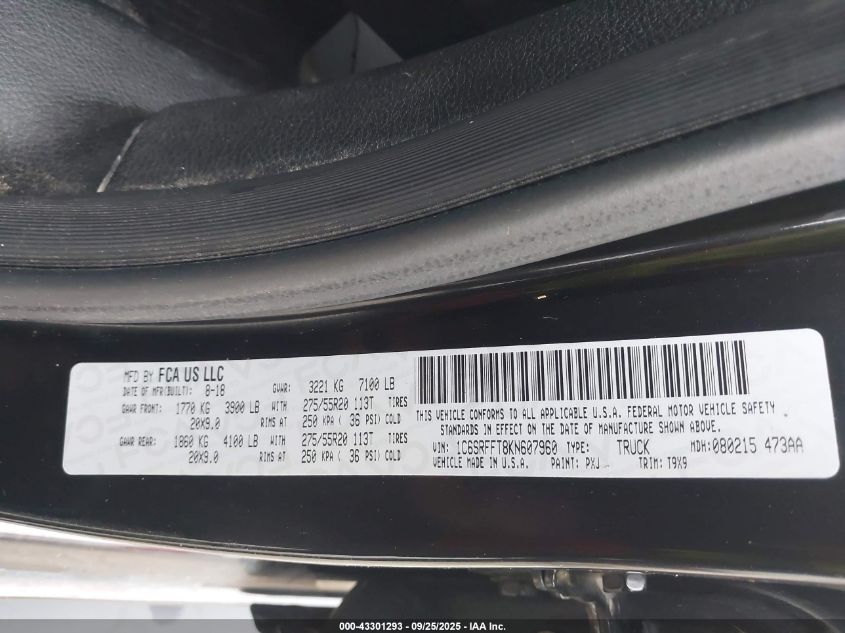 MFD BY FCA US LLC
DATE OF MFR(BUILT): 8-18
GVWR: 3221 KG 7100 LB
GAWR FRONT: 1770 KG 3900 LB WITH 275/55R20 113T TIRES
20X9.0 RIMS AT 250 KPA ( 36 PSI) COLD
GAWR REAR: 1860 KG 4100 LB WITH 275/55R20 113T TIRES
20X9.0 RIMS AT 250 KPA ( 36 PSI) COLD
THIS VEHICLE CONFORMS TO ALL APPLICABLE U.S.A. FEDERAL MOTOR VEHICLE SAFETY
STANDARDS IN EFFECT ON THE DATE OF MANUFACTURE SHOWN ABOVE.
VIN: 1C6SRFFT8KN607960 TYPE: TRUCK MDH: 080215 473AA
VEHICLE MADE IN U.S.A. PAINT: PXJ TRIM: T9X9
000-43301293 - 09/25/2025 - IAA Inc.